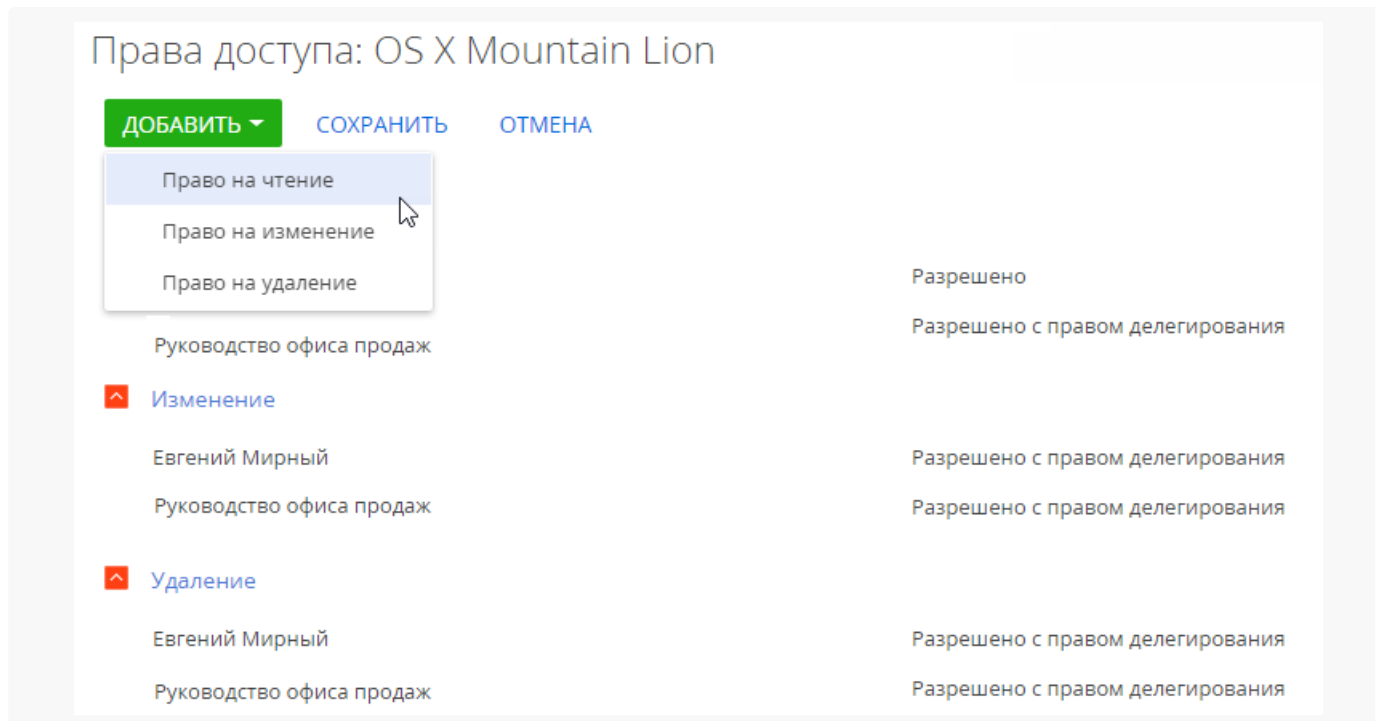 Права доступа: OS X Mountain Lion
ДОБАВИТЬ СОХРАНИТЬ ОТМЕНА
Право на чтение
Право на изменение
Право на удаление
Разрешено
Руководство офиса продаж Разрешено с правом делегирования
Изменение
Евгений Мирный Разрешено с правом делегирования
Руководство офиса продаж Разрешено с правом делегирования
Удаление
Евгений Мирный Разрешено с правом делегирования
Руководство офиса продаж Разрешено с правом делегирования